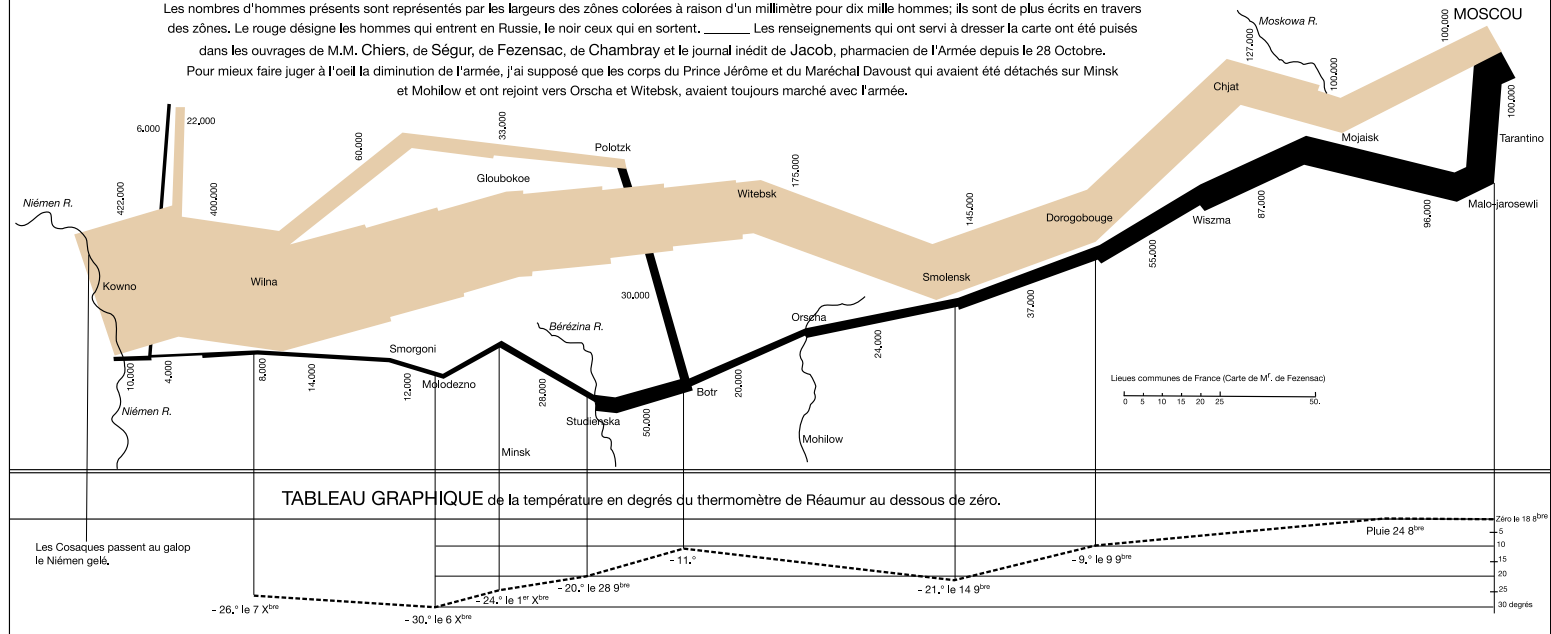 Les nombres d'hommes présents sont représentés par les largeurs des zônes colorées à raison d'un millimètre pour dix mille hommes; ils sont de plus écrits en travers
des zônes. Le rouge désigne les hommes qui entrent en Russie, le noir ceux qui en sortent. ______ Les renseignements qui ont servi à dresser la carte ont été puisés
dans les ouvrages de M.M. Chiers, de Ségur, de Fezensac, de Chambray et le journal inédit de Jacob, pharmacien de l'Armée depuis le 28 Octobre.
Pour mieux faire juger à l'oeil la diminution de l'armée, j'ai supposé que les corps du Prince Jérôme et du Maréchal Davoust qui avaient été détachés sur Minsk
et Mohilow et ont rejoint vers Orscha et Witebsk, avaient toujours marché avec l'armée.
Moskowa R.
MOSCOU
100.000
127.000
100.000
Chjat
100.000
Mojaisk
Tarantino
6.000
22.000
60.000
33.000
Polotzk
Gloubokoe
175.000
Witebsk
Niémen R.
422.000
400.000
145.000
Dorogobouge
Wiszma
87.000
96.000
Malo-jarosewli
55.000
Kowno
Wilna
Smolensk
30.000
37.000
Orscha
Bérézina R.
24.000
Smorgoni
10.000
4.000
8.000
14.000
12.000
Molodezno
28.000
Studienska
50.000
Botr
20.000
Niémen R.
Minsk
Mohilow
Lieues communes de France (Carte de Mr. de Fezensac)
0 5 10 15 20 25 50.
TABLEAU GRAPHIQUE de la température en degrés du thermomètre de Réaumur au dessous de zéro.
Les Cosaques passent au galop
le Niémen gelé.
- 26.° le 7 Xbre
- 30.° le 6 Xbre
- 24.° le 1er Xbre
- 20.° le 28 9bre
- 11.°
- 21.° le 14 9bre
- 9.° le 9 9bre
Pluie 24 8bre
Zèro le 18 8bre
5
10
15
20
25
30 degrés